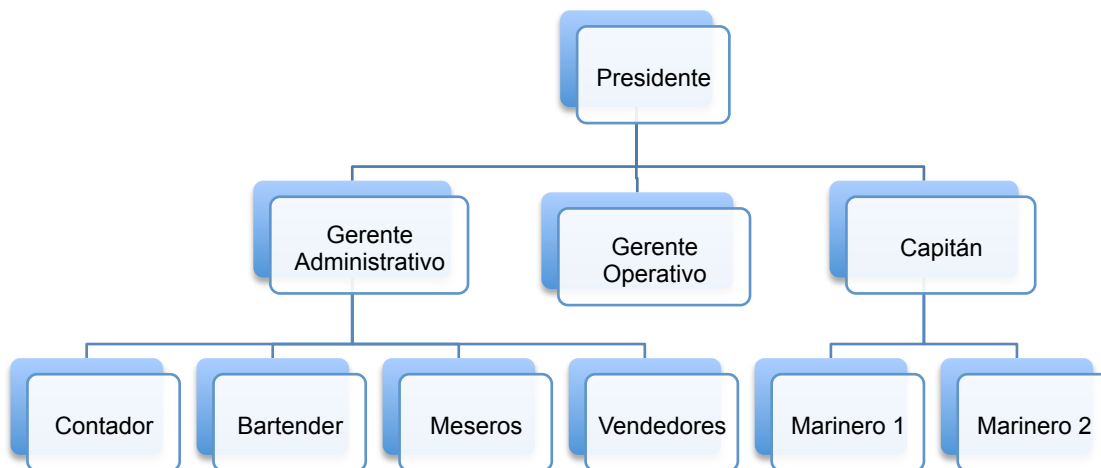 Presidente
Gerente
Administrativo
Gerente
Operativo
Capitán
Contador
Bartender
Meseros
Vendedores
Marinero 1
Marinero 2